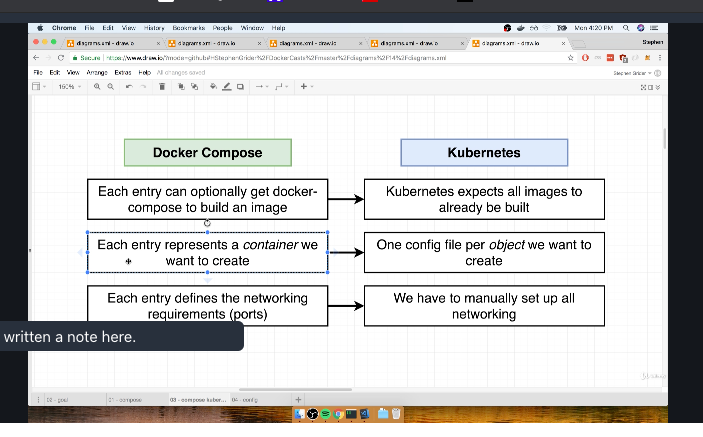 Chrome File Edit View History Bookmarks People Window Help
Mon 4:20 PM
diagrams.xml - draw.io
diagrams.xml - draw.io
diagrams.xml - draw.io
diagrams.xml - draw.io
diagrams.xml - draw.io
Stephen
Secure https://www.draw.io/?mode=github#HStephenGrider%2FDockerCasts%2Fmaster%2Fdiagrams%2F14%2Fdiagrams.xml
File Edit View Arrange Extras Help All changes saved
Stephen Grider
150%
Docker Compose
Kubernetes
Each entry can optionally get docker-
compose to build an image
Kubernetes expects all images to
already be built
Each entry represents a container we
want to create
One config file per object we want to
create
Each entry defines the networking
requirements (ports)
We have to manually set up all
networking
written a note here.
02 - goal
01 - compose
03 - compose kuber...
04 - config